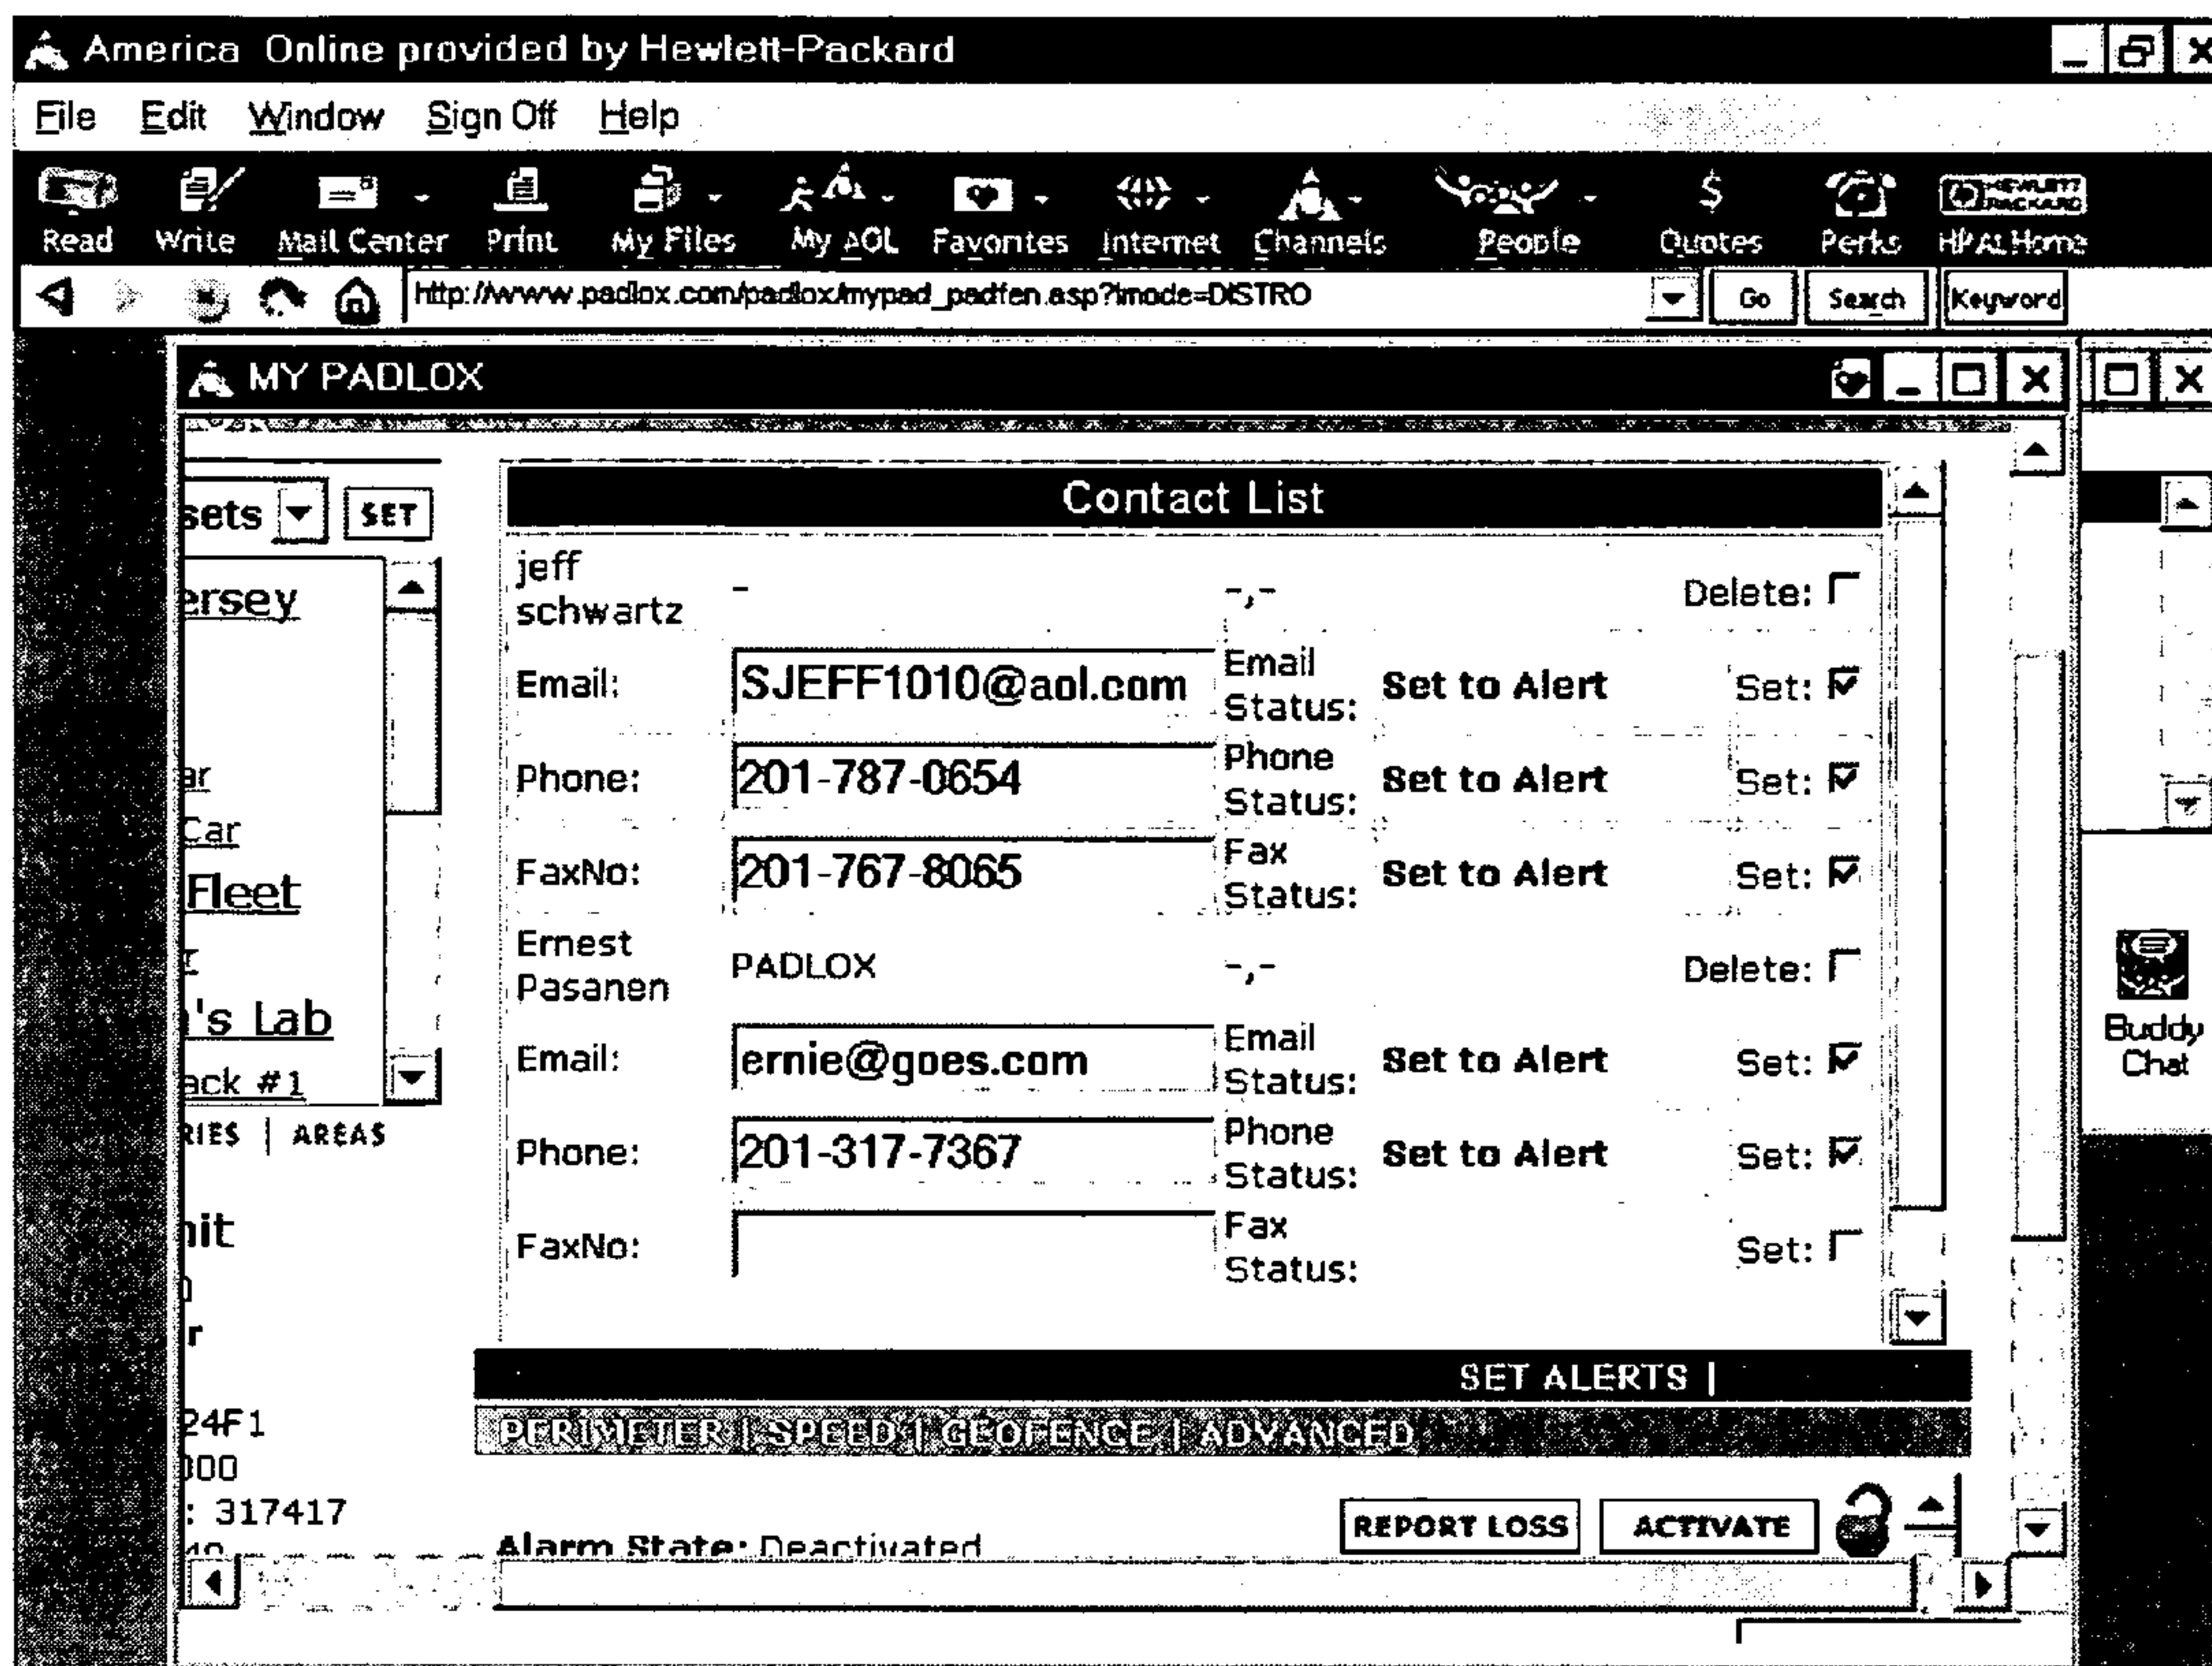 America Online provided by Hewlett-Packard
File Edit Window Sign Off Help
HEWLETT PACKARD
Read Write Mail Center Print My Files My AOL Favorites Internet Channels People Quotes Perks HP At Home
http://www.padlox.com/padlox/mypad_padfen.asp?lmode=DISTRO Go Search Keyword
MY PADLOX
Contact List
sets SET
jeff schwartz - -,- Delete:
ersey
Email: SJEFF1010@aol.com Email Status: Set to Alert Set:
Phone: 201-787-0654 Phone Status: Set to Alert Set:
ar
Car
FaxNo: 201-767-8065 Fax Status: Set to Alert Set:
Fleet
r
Ernest Pasanen PADLOX -,- Delete:
's Lab
Email: ernie@goes.com Email Status: Set to Alert Set:
ack #1
Buddy Chat
RIES | AREAS
Phone: 201-317-7367 Phone Status: Set to Alert Set:
nit
FaxNo: Fax Status: Set:
r
SET ALERTS |
24F1
PERIMETER | SPEED | GEOFENCE | ADVANCED
000
: 317417
REPORT LOSS ACTIVATE
Alarm State: Deactivated